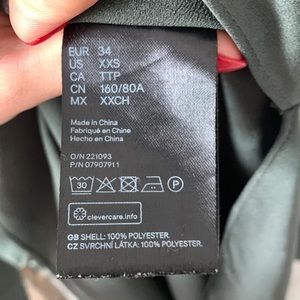 EUR 34
US XXS
CA TTP
CN 160/80A
MX XXCH
Made in China
Fabriqué en Chine
Hecho en China
O/N 221093
P/N 07907911
30 P
clevercare.info
GB SHELL: 100% POLYESTER.
CZ SVRCHNÍ LÁTKA: 100% POLYESTER.